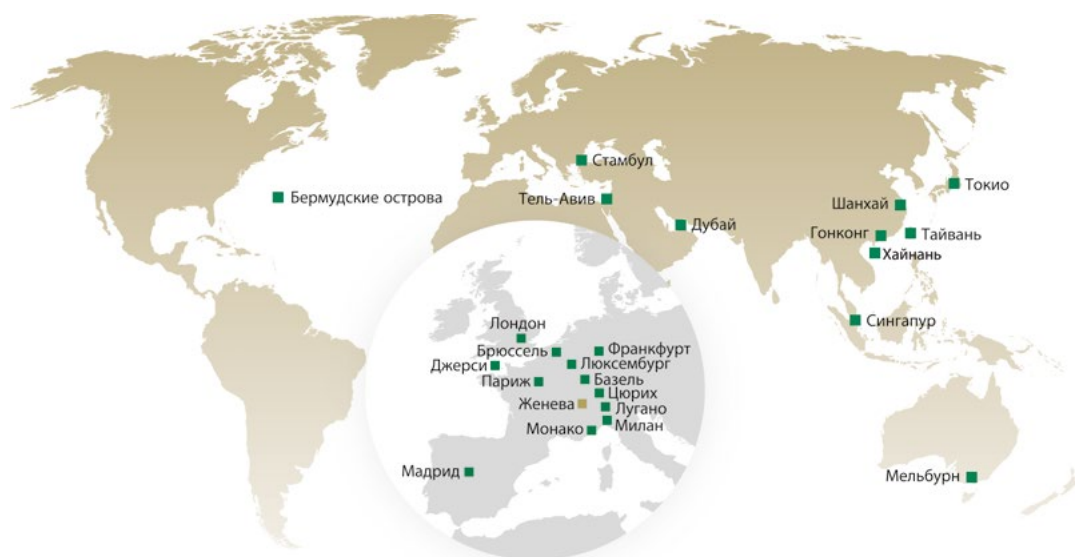 Стамбул
Токио
Бермудские острова
Тель-Авив
Шанхай
Дубай
Гонконг
Тайвань
Хайнань
Сингапур
Лондон
Брюссель
Франкфурт
Джерси
Люксембург
Париж
Базель
Цюрих
Женева
Лугано
Монако
Милан
Мадрид
Мельбурн